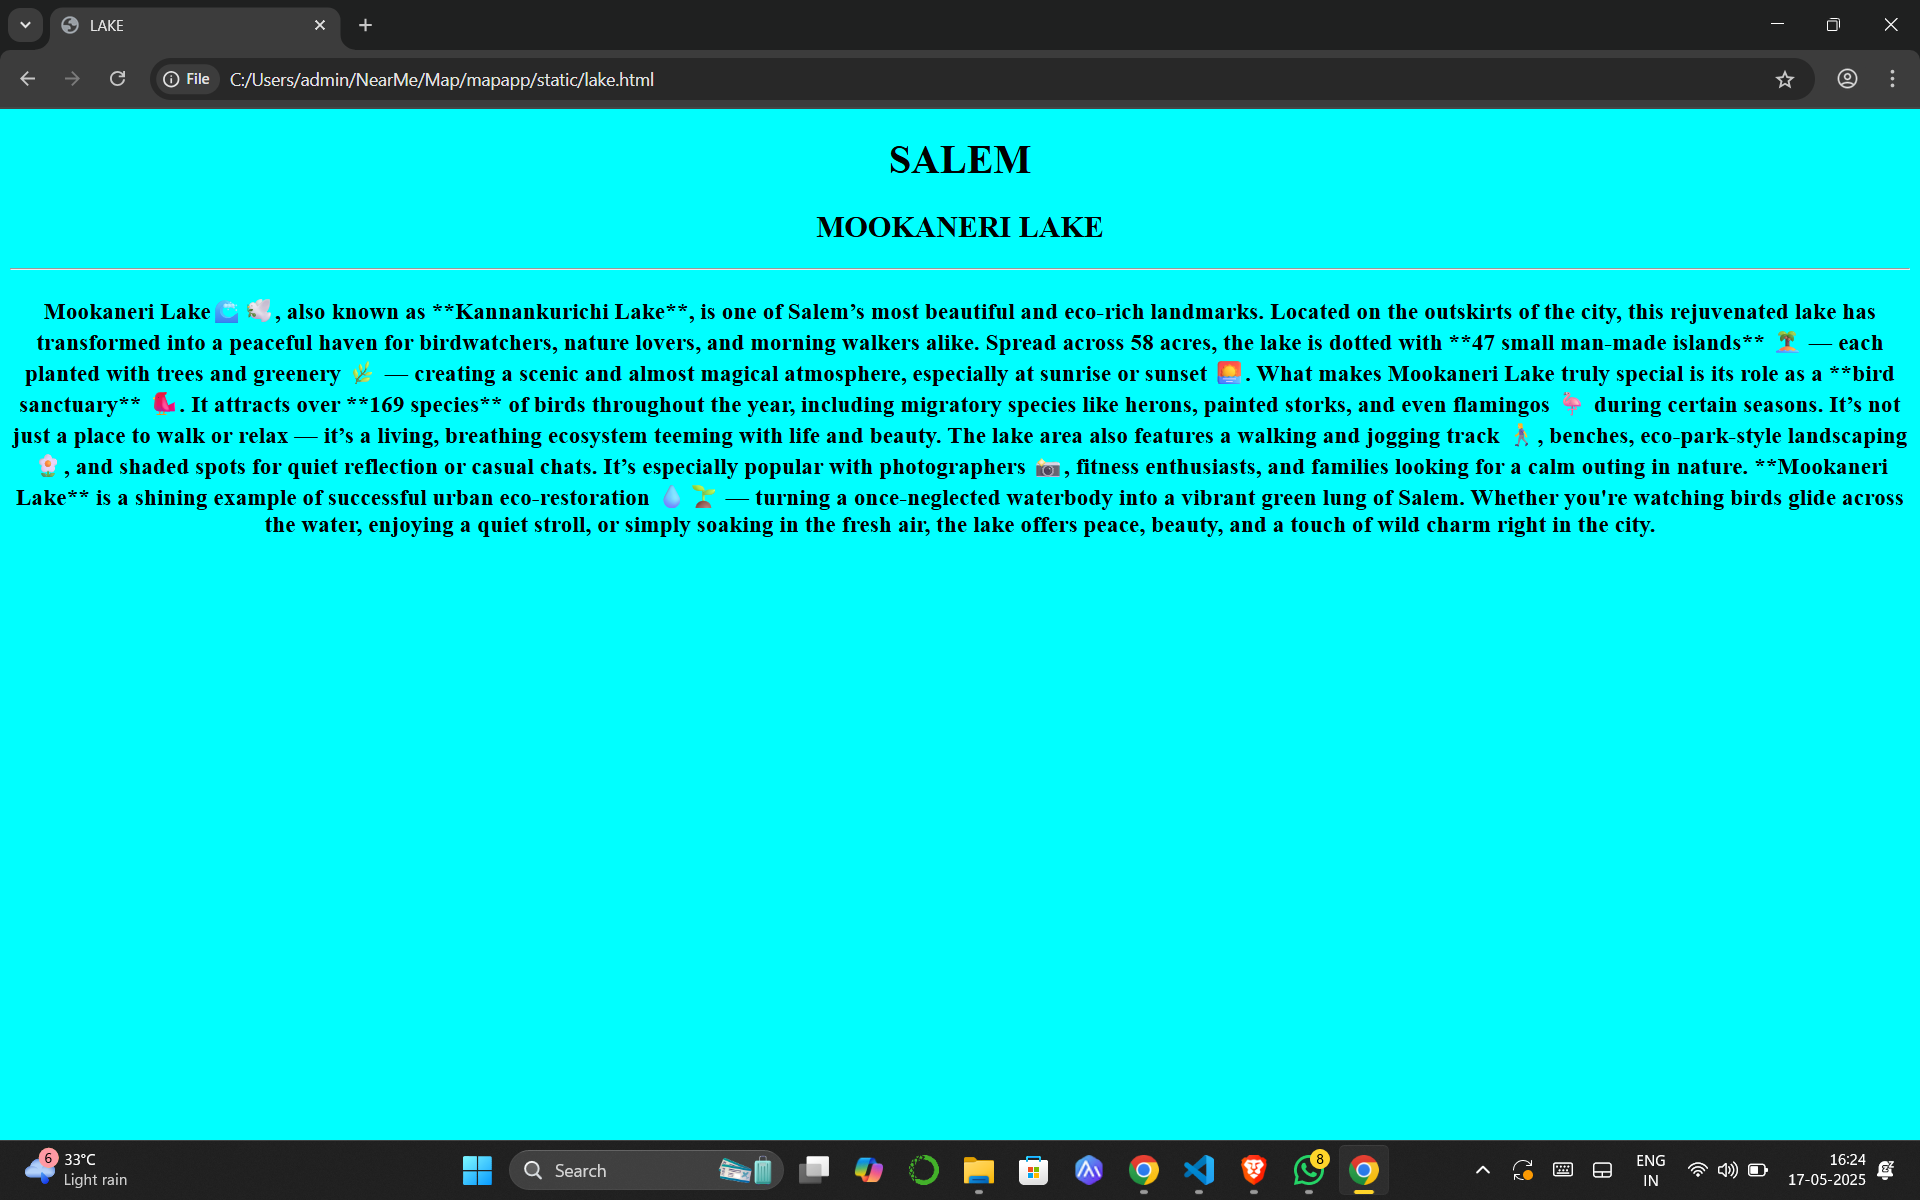 LAKE
File
C:/Users/admin/NearMe/Map/mapapp/static/lake.html
SALEM
MOOKANERI LAKE
Mookaneri Lake🌊 🕊️, also known as **Kannankurichi Lake**, is one of Salem’s most beautiful and eco-rich landmarks. Located on the outskirts of the city, this rejuvenated lake has
transformed into a peaceful haven for birdwatchers, nature lovers, and morning walkers alike. Spread across 58 acres, the lake is dotted with **47 small man-made islands** 🏝️ — each
planted with trees and greenery 🌿 — creating a scenic and almost magical atmosphere, especially at sunrise or sunset 🌅. What makes Mookaneri Lake truly special is its role as a **bird
sanctuary** 🐦. It attracts over **169 species** of birds throughout the year, including migratory species like herons, painted storks, and even flamingos 🦩 during certain seasons. It’s not
just a place to walk or relax — it’s a living, breathing ecosystem teeming with life and beauty. The lake area also features a walking and jogging track 🚶, benches, eco-park-style landscaping
🌸, and shaded spots for quiet reflection or casual chats. It’s especially popular with photographers 📷, fitness enthusiasts, and families looking for a calm outing in nature. **Mookaneri
Lake** is a shining example of successful urban eco-restoration 💧 🌱 — turning a once-neglected waterbody into a vibrant green lung of Salem. Whether you're watching birds glide across
the water, enjoying a quiet stroll, or simply soaking in the fresh air, the lake offers peace, beauty, and a touch of wild charm right in the city.
6
33°C
Light rain
Search
8
ENG
IN
16:24
17-05-2025